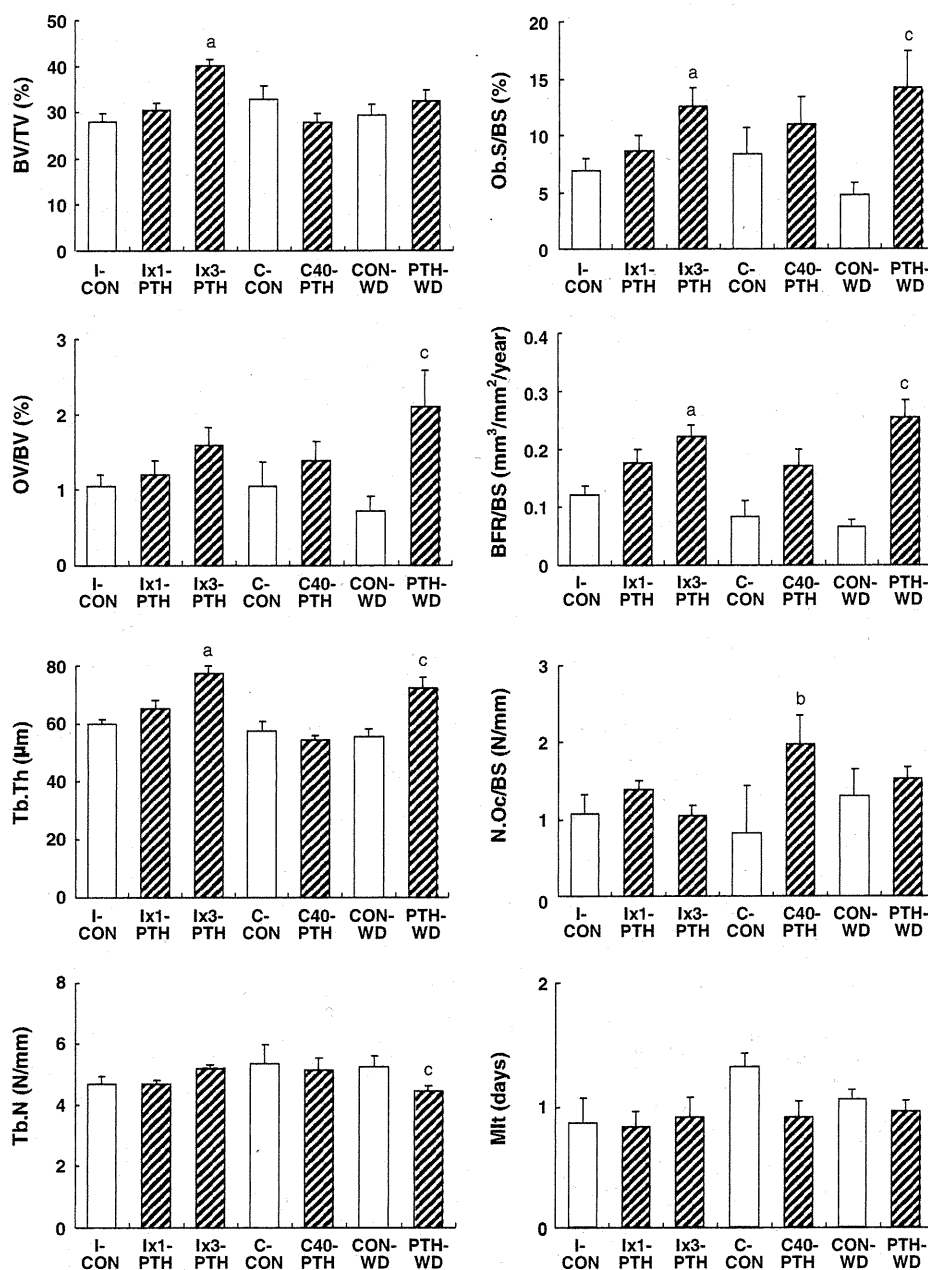 BV/TV (%)
50
40
30
20
10
0
a
I-
CON
Ix1-
PTH
Ix3-
PTH
C-
CON
C40-
PTH
CON-
WD
PTH-
WD
Ob.S/BS (%)
20
15
10
5
0
a
c
I-
CON
Ix1-
PTH
Ix3-
PTH
C-
CON
C40-
PTH
CON-
WD
PTH-
WD
OV/BV (%)
3
2
1
0
c
I-
CON
Ix1-
PTH
Ix3-
PTH
C-
CON
C40-
PTH
CON-
WD
PTH-
WD
BFR/BS (mm³/mm²/year)
0.4
0.3
0.2
0.1
0
a
c
I-
CON
Ix1-
PTH
Ix3-
PTH
C-
CON
C40-
PTH
CON-
WD
PTH-
WD
Tb.Th (µm)
80
60
40
20
0
a
c
I-
CON
Ix1-
PTH
Ix3-
PTH
C-
CON
C40-
PTH
CON-
WD
PTH-
WD
N.Oc/BS (N/mm)
3
2
1
0
b
I-
CON
Ix1-
PTH
Ix3-
PTH
C-
CON
C40-
PTH
CON-
WD
PTH-
WD
Tb.N (N/mm)
8
6
4
2
0
c
I-
CON
Ix1-
PTH
Ix3-
PTH
C-
CON
C40-
PTH
CON-
WD
PTH-
WD
Mlt (days)
2
1
0
I-
CON
Ix1-
PTH
Ix3-
PTH
C-
CON
C40-
PTH
CON-
WD
PTH-
WD